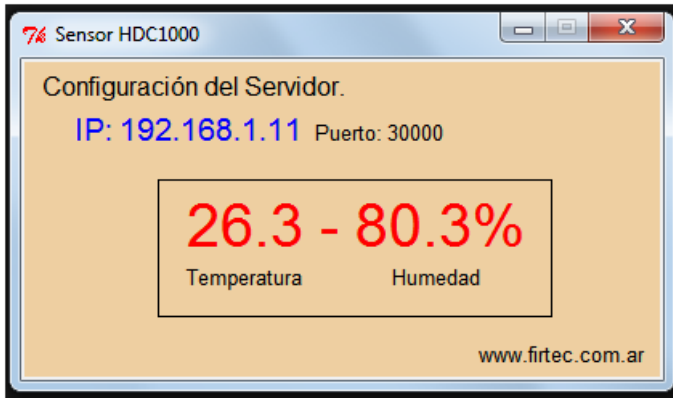 Sensor HDC1000
Configuración del Servidor.
IP: 192.168.1.11 Puerto: 30000
26.3 - 80.3%
Temperatura Humedad
www.firtec.com.ar